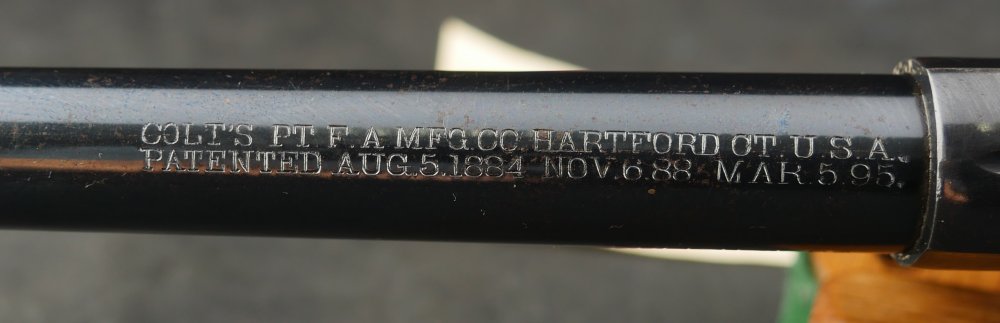 COLT'S PT. F. A. MFG. CO. HARTFORD CT. U.S.A.
PATENTED AUG. 5. 1884 NOV. 6. 88 MAR. 5. 95.